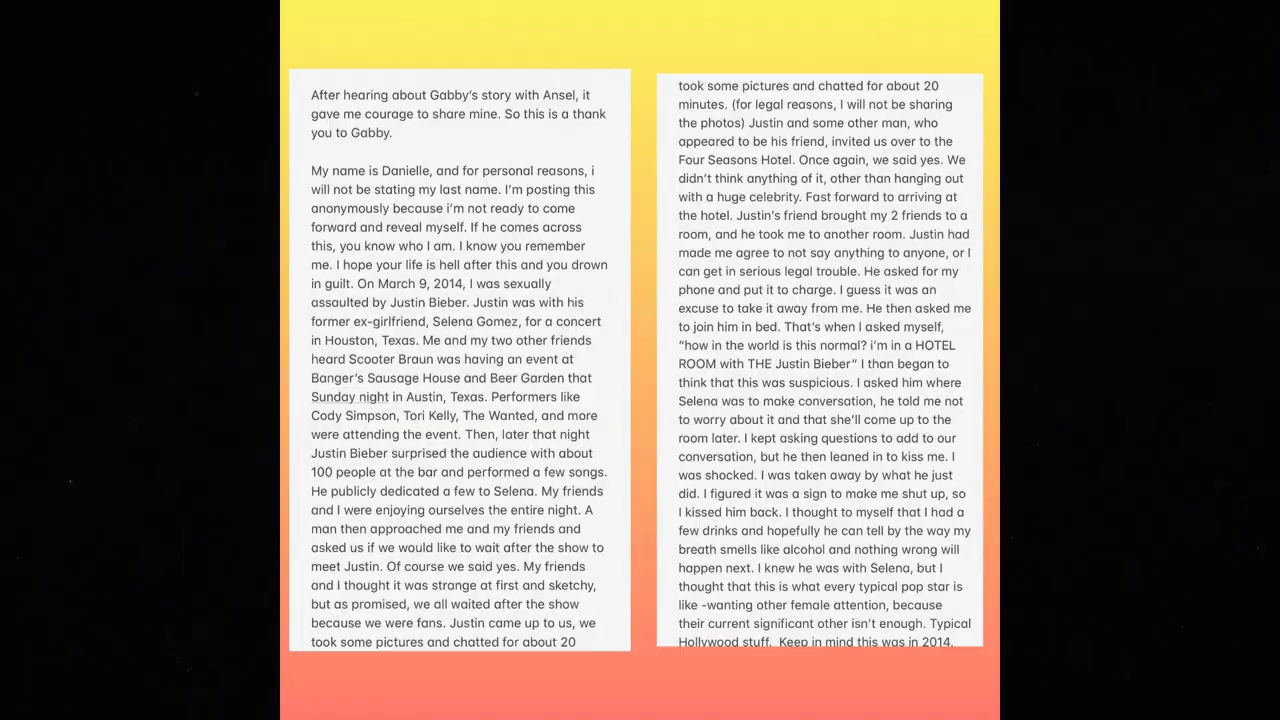 After hearing about Gabby's story with Ansel, it
gave me courage to share mine. So this is a thank
you to Gabby.
My name is Danielle, and for personal reasons, i
will not be stating my last name. I'm posting this
anonymously because i'm not ready to come
forward and reveal myself. If he comes across
this, you know who I am. I know you remember
me. I hope your life is hell after this and you drown
in guilt. On March 9, 2014, I was sexually
assaulted by Justin Bieber. Justin was with his
former ex-girlfriend, Selena Gomez, for a concert
in Houston, Texas. Me and my two other friends
heard Scooter Braun was having an event at
Banger's Sausage House and Beer Garden that
Sunday night in Austin, Texas. Performers like
Cody Simpson, Tori Kelly, The Wanted, and more
were attending the event. Then, later that night
Justin Bieber surprised the audience with about
100 people at the bar and performed a few songs.
He publicly dedicated a few to Selena. My friends
and I were enjoying ourselves the entire night. A
man then approached me and my friends and
asked us if we would like to wait after the show to
meet Justin. Of course we said yes. My friends
and I thought it was strange at first and sketchy,
but as promised, we all waited after the show
because we were fans. Justin came up to us, we
took some pictures and chatted for about 20
took some pictures and chatted for about 20
minutes. (for legal reasons, I will not be sharing
the photos) Justin and some other man, who
appeared to be his friend, invited us over to the
Four Seasons Hotel. Once again, we said yes. We
didn't think anything of it, other than hanging out
with a huge celebrity. Fast forward to arriving at
the hotel. Justin's friend brought my 2 friends to a
room, and he took me to another room. Justin had
made me agree to not say anything to anyone, or I
can get in serious legal trouble. He asked for my
phone and put it to charge. I guess it was an
excuse to take it away from me. He then asked me
to join him in bed. That's when I asked myself,
"how in the world is this normal? i'm in a HOTEL
ROOM with THE Justin Bieber" I than began to
think that this was suspicious. I asked him where
Selena was to make conversation, he told me not
to worry about it and that she'll come up to the
room later. I kept asking questions to add to our
conversation, but he then leaned in to kiss me. I
was shocked. I was taken away by what he just
did. I figured it was a sign to make me shut up, so
I kissed him back. I thought to myself that I had a
few drinks and hopefully he can tell by the way my
breath smells like alcohol and nothing wrong will
happen next. I knew he was with Selena, but I
thought that this is what every typical pop star is
like -wanting other female attention, because
their current significant other isn't enough. Typical
Hollywood stuff. Keep in mind this was in 2014.